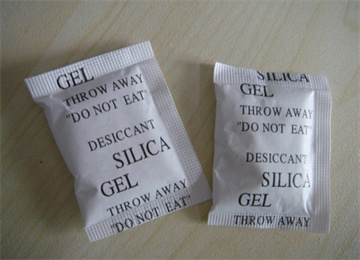 GEL
THROW AWAY
"DO NOT EAT"
DESICCANT
SILICA
GEL
THROW AWAY
"DO NOT EAT"
SILICA
GEL
THROW AWAY
"DO NOT EAT"
DESICCANT
SILICA
GEL
THROW AWAY